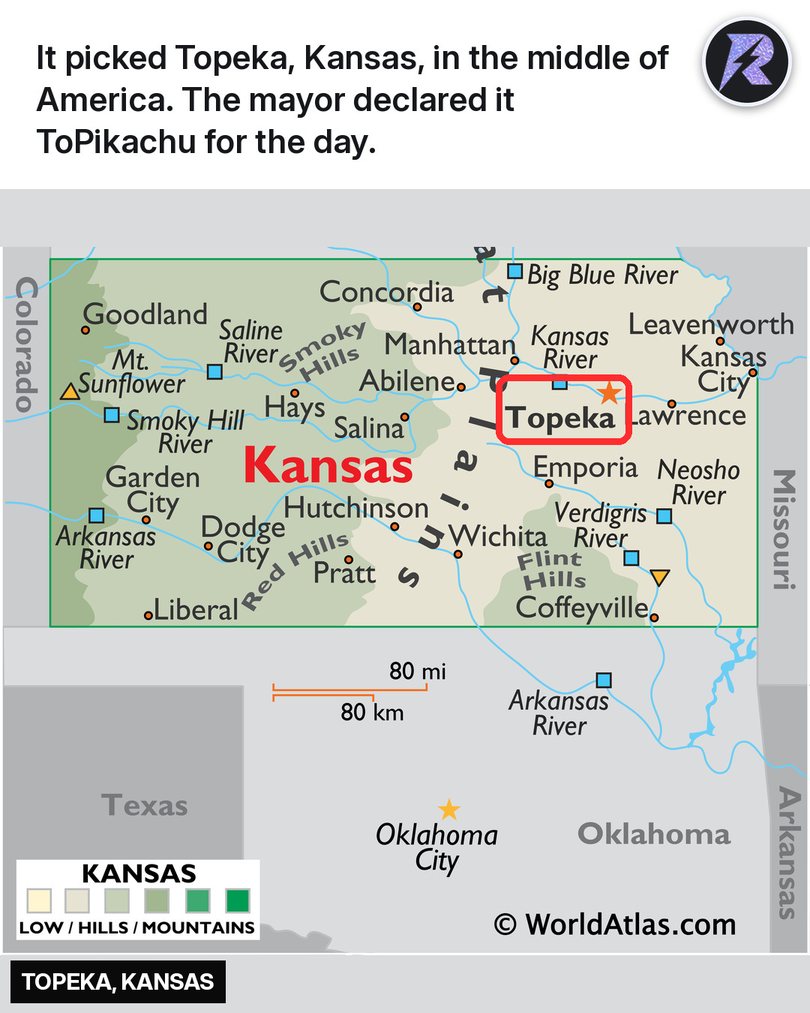 It picked Topeka, Kansas, in the middle of
America. The mayor declared it
ToPikachu for the day.
R
Colorado
at
Big Blue River
Concordia
Goodland
Saline
River
Smoky
Hills
Manhattan
Kansas
River
Leavenworth
Kansas
City
Mt.
Sunflower
Abilene
Plains
Topeka
Lawrence
Smoky Hill
River
Hays
Salina
Kansas
Garden
City
Emporia
Neosho
River
Missouri
Arkansas
River
Dodge
City
Hutchinson
Red Hills
Pratt
Wichita
Verdigris
River
Flint
Hills
Liberal
Coffeyville
80 mi
80 km
Arkansas
River
Texas
Oklahoma
City
Oklahoma
Arkansas
KANSAS
LOW / HILLS / MOUNTAINS
© WorldAtlas.com
TOPEKA, KANSAS